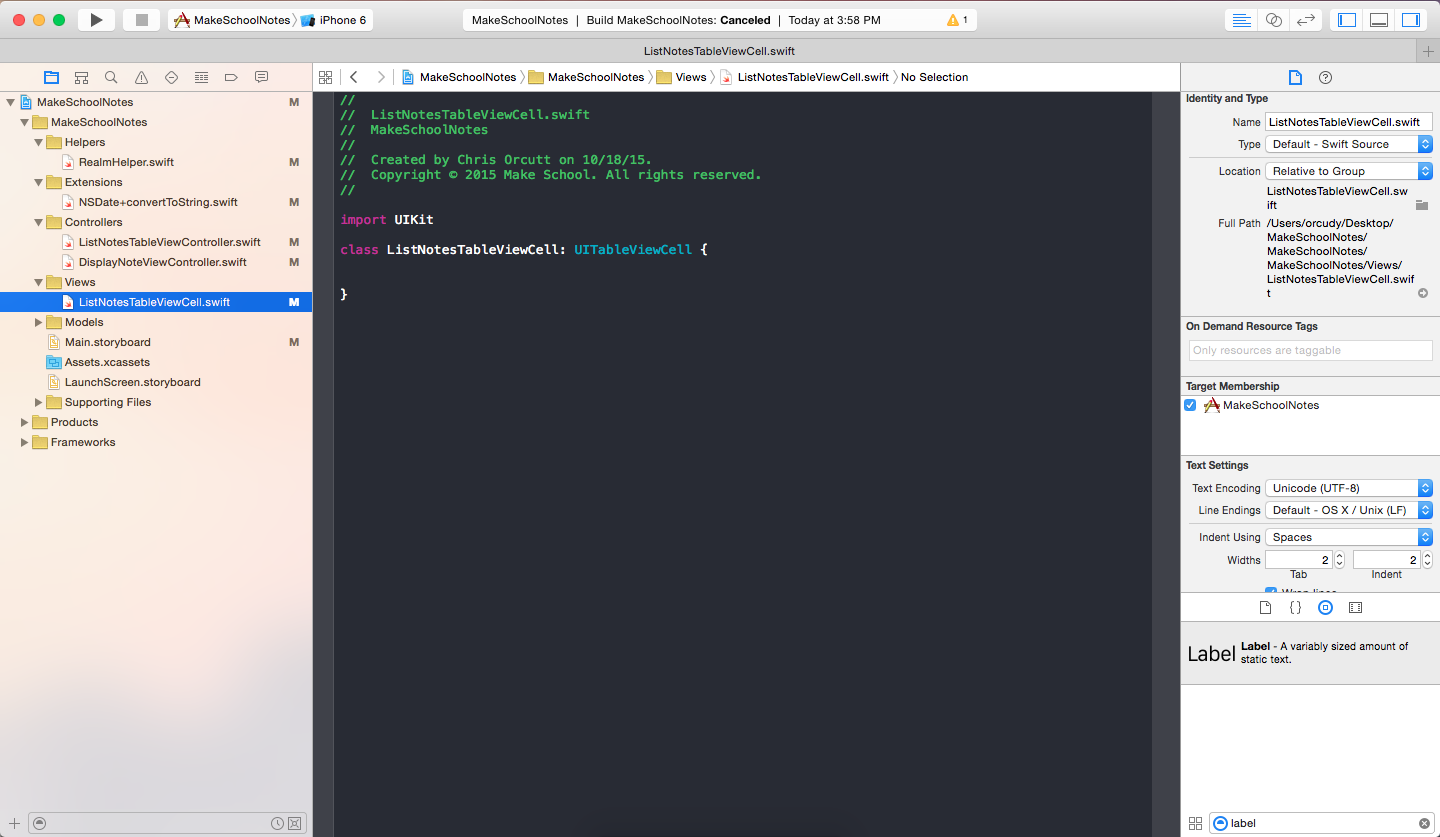 MakeSchoolNotes iPhone 6
MakeSchoolNotes | Build MakeSchoolNotes: Canceled | Today at 3:58 PM
1
ListNotesTableViewCell.swift
MakeSchoolNotes MakeSchoolNotes Views ListNotesTableViewCell.swift No Selection
MakeSchoolNotes M
MakeSchoolNotes
Helpers
RealmHelper.swift M
Extensions
NSDate+convertToString.swift M
Controllers
ListNotesTableViewController.swift M
DisplayNoteViewController.swift M
Views
ListNotesTableViewCell.swift M
Models
Main.storyboard M
Assets.xcassets
LaunchScreen.storyboard
Supporting Files
Products
Frameworks
//
//  ListNotesTableViewCell.swift
//  MakeSchoolNotes
//
//  Created by Chris Orcutt on 10/18/15.
//  Copyright © 2015 Make School. All rights reserved.
//
import UIKit
class ListNotesTableViewCell: UITableViewCell {
}
Identity and Type
Name ListNotesTableViewCell.swift
Type Default - Swift Source
Location Relative to Group
ListNotesTableViewCell.sw
ift
Full Path /Users/orcudy/Desktop/
MakeSchoolNotes/
MakeSchoolNotes/
MakeSchoolNotes/Views/
ListNotesTableViewCell.swif
t
On Demand Resource Tags
Only resources are taggable
Target Membership
MakeSchoolNotes
Text Settings
Text Encoding Unicode (UTF-8)
Line Endings Default - OS X / Unix (LF)
Indent Using Spaces
Widths 2 2
Tab Indent
Wrap lines
{}
Label Label - A variably sized amount of
static text.
label